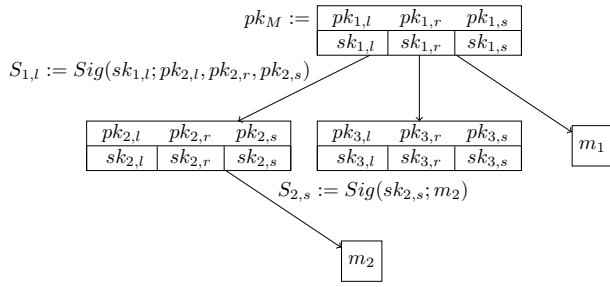 pk_M := pk_{1,l} pk_{1,r} pk_{1,s}
sk_{1,l} sk_{1,r} sk_{1,s}
S_{1,l} := Sig(sk_{1,l}; pk_{2,l}, pk_{2,r}, pk_{2,s})
pk_{2,l} pk_{2,r} pk_{2,s} pk_{3,l} pk_{3,r} pk_{3,s}
sk_{2,l} sk_{2,r} sk_{2,s} sk_{3,l} sk_{3,r} sk_{3,s}
m_1
S_{2,s} := Sig(sk_{2,s}; m_2)
m_2